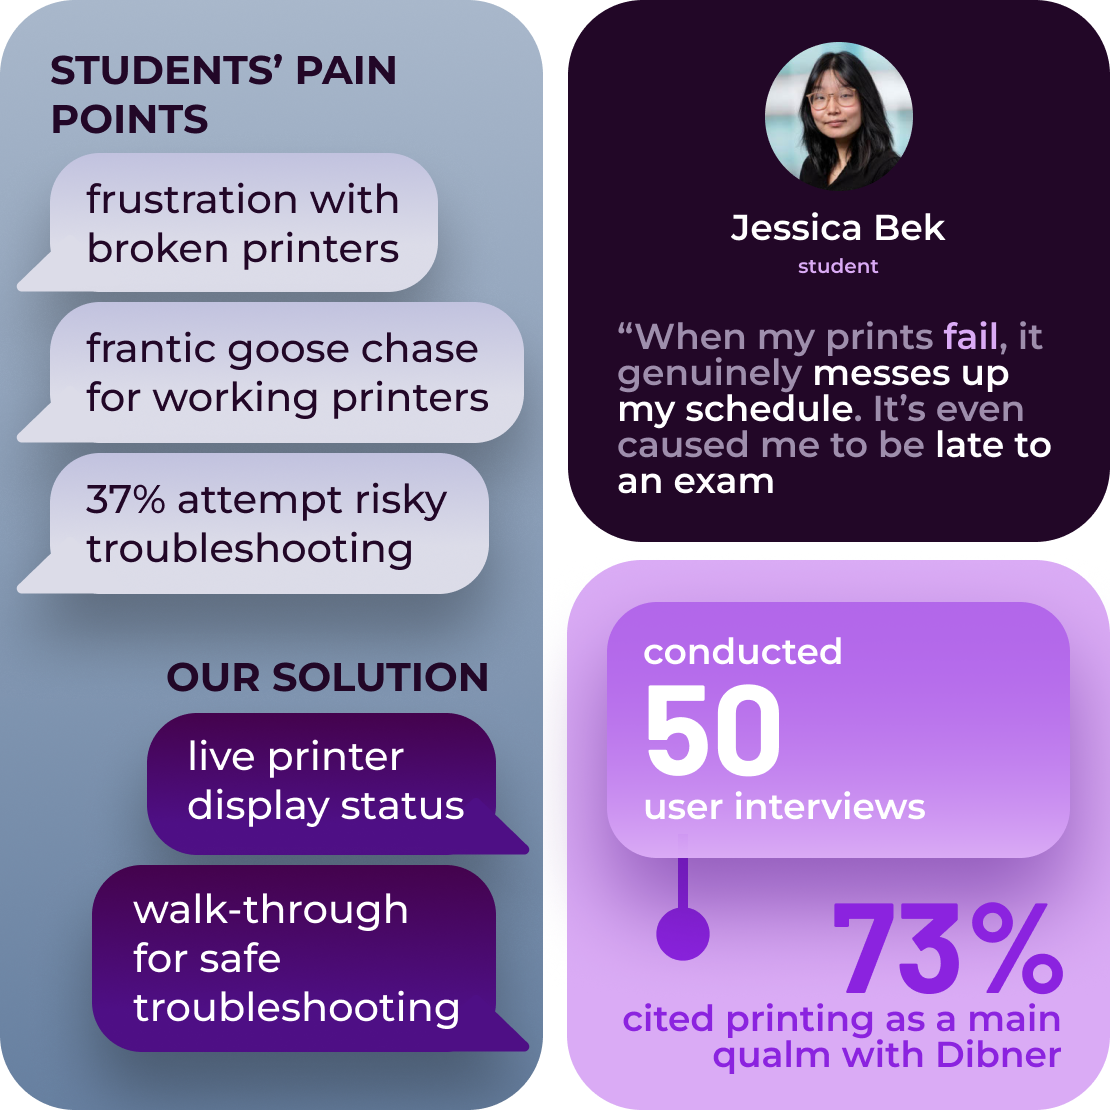 STUDENTS’ PAIN
POINTS
frustration with
broken printers
frantic goose chase
for working printers
37% attempt risky
troubleshooting
OUR SOLUTION
live printer
display status
walk-through
for safe
troubleshooting
Jessica Bek
student
“When my prints fail, it
genuinely messes up
my schedule. It’s even
caused me to be late to
an exam
conducted
50
user interviews
73%
cited printing as a main
qualm with Dibner